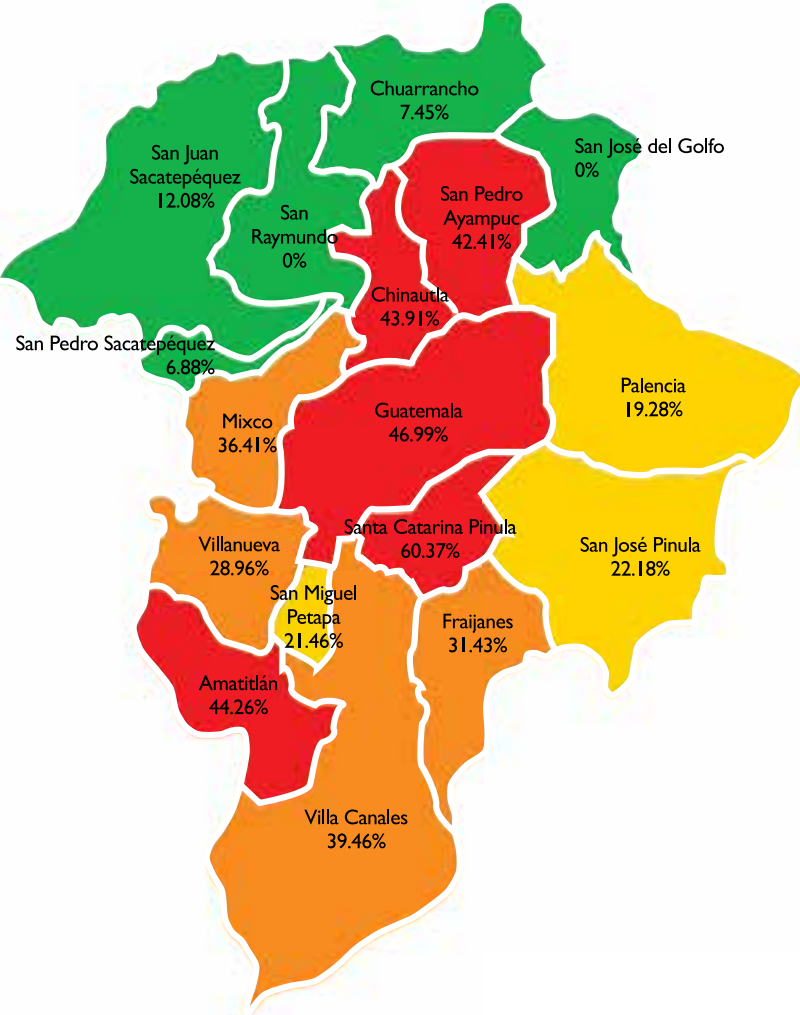 Chuarrancho
7.45%
San José del Golfo
0%
San Juan
Sacatepéquez
12.08%
San Pedro
Ayampuc
42.41%
San
Raymundo
0%
Chinautla
43.91%
San Pedro Sacatepéquez
6.88%
Palencia
19.28%
Guatemala
46.99%
Mixco
36.41%
Santa Catarina Pinula
60.37%
Villanueva
28.96%
San José Pinula
22.18%
San Miguel
Petapa
21.46%
Fraijanes
31.43%
Amatitlán
44.26%
Villa Canales
39.46%